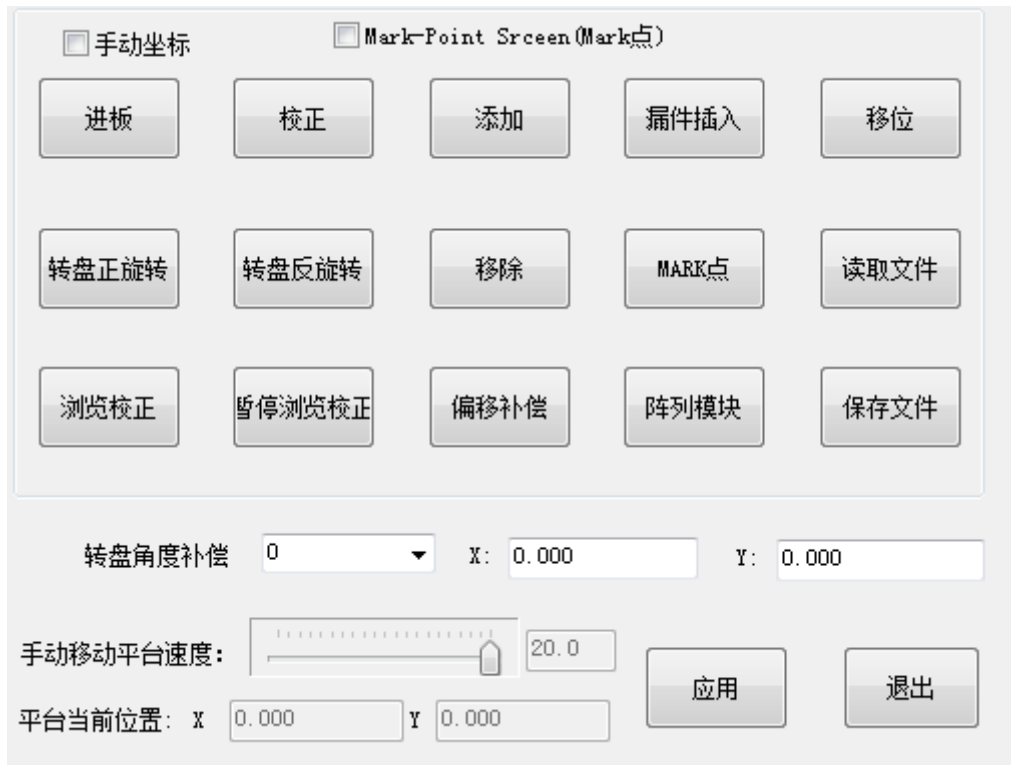 手动坐标 Mark-Point Srceen(Mark点)
进板 校正 添加 漏件插入 移位
转盘正旋转 转盘反旋转 移除 MARK点 读取文件
浏览校正 暂停浏览校正 偏移补偿 阵列模块 保存文件
转盘角度补偿 0 X: 0.000 Y: 0.000
手动移动平台速度: 20.0
应用 退出
平台当前位置: X 0.000 Y 0.000